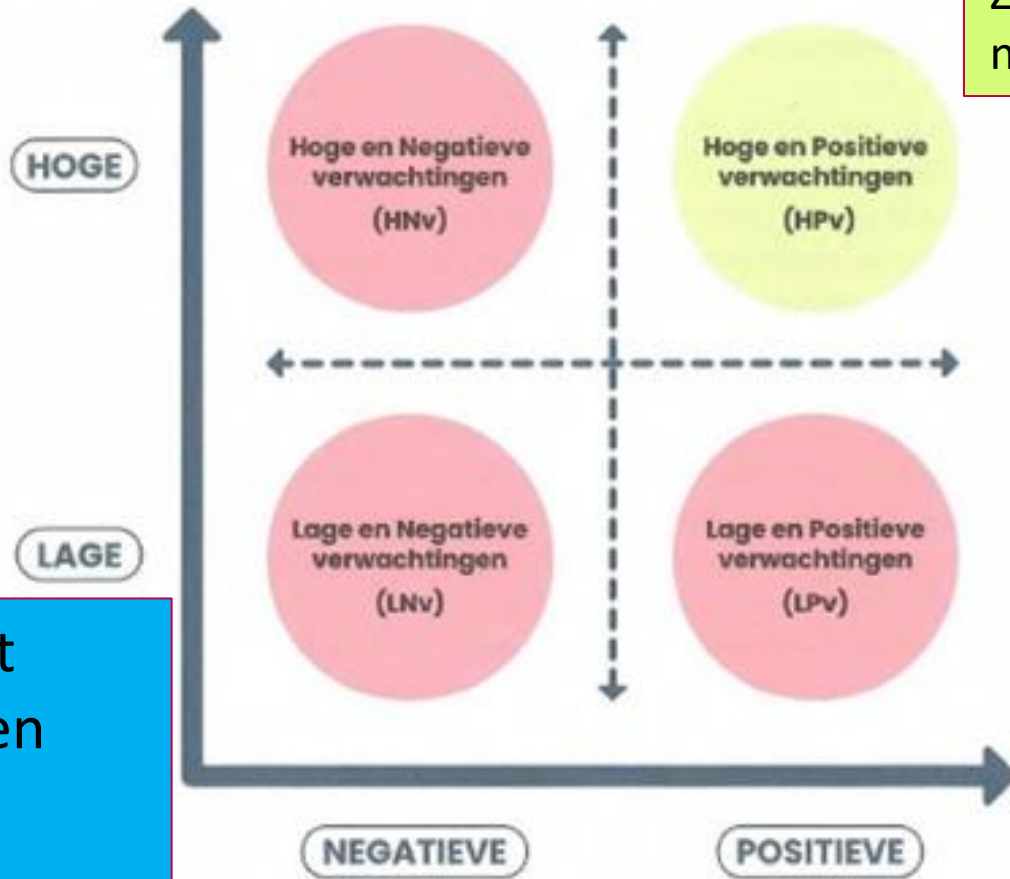 HOGE
Hoge en Negatieve
verwachtingen
(HNv)
Hoge en Positieve
verwachtingen
(HPv)
LAGE
Lage en Negatieve
verwachtingen
(LNv)
Lage en Positieve
verwachtingen
(LPv)
t
en
NEGATIEVE
POSITIEVE